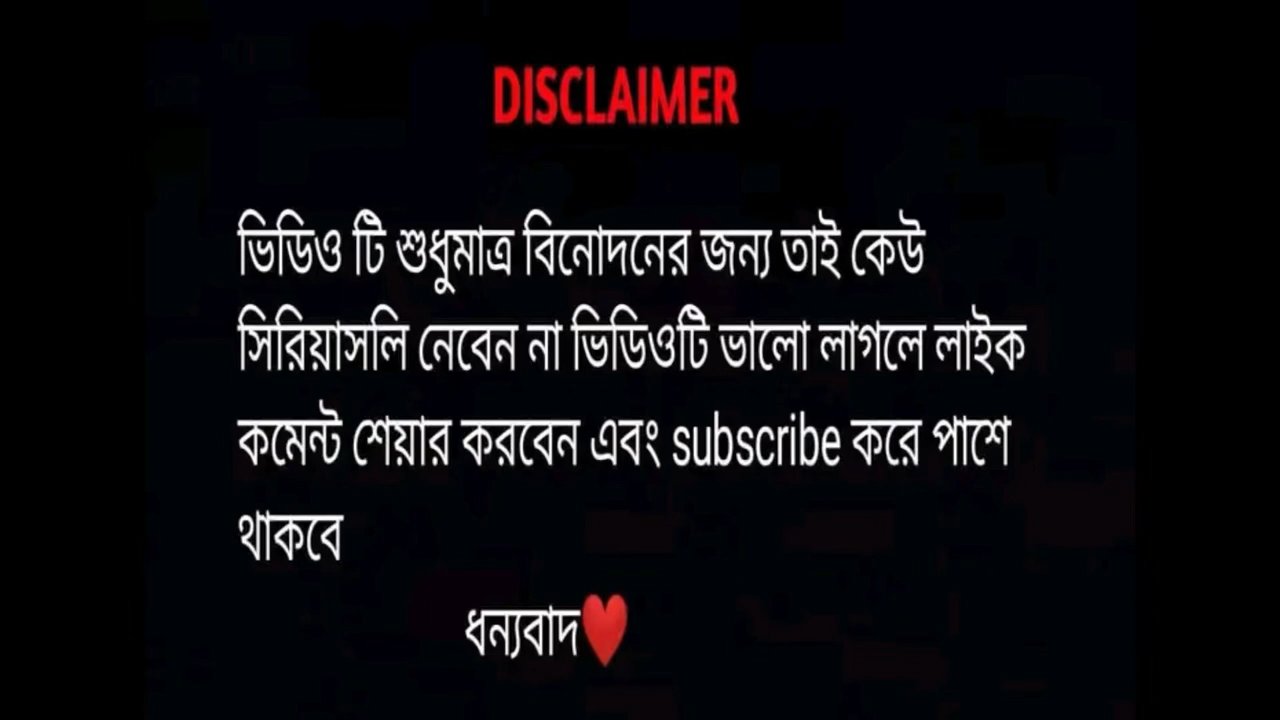 DISCLAIMER
ভিডিও টি শুধুমাত্র বিনোদনের জন্য তাই কেউ
সিরিয়াসলি নেবেন না ভিডিওটি ভালো লাগলে লাইক
কমেন্ট শেয়ার করবেন এবং subscribe করে পাশে
থাকবে
ধন্যবাদ❤️